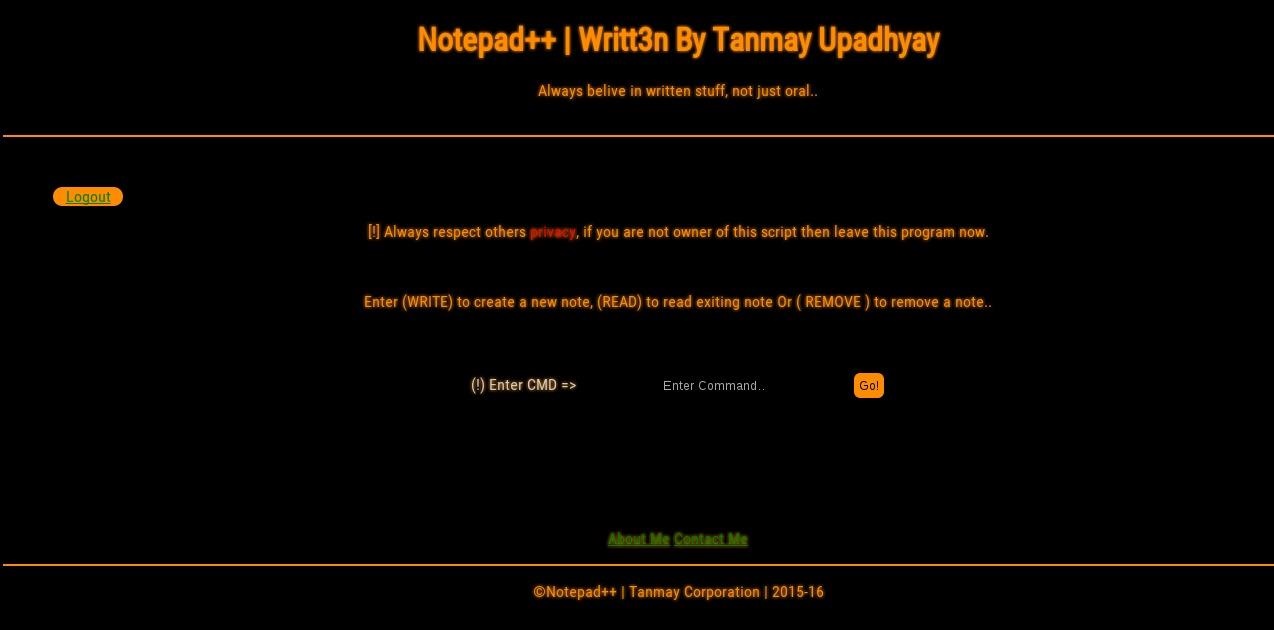 Notepad++ | Writt3n By Tanmay Upadhyay
Always belive in written stuff, not just oral..
Logout
[!] Always respect others privacy, if you are not owner of this script then leave this program now.
Enter (WRITE) to create a new note, (READ) to read exiting note Or ( REMOVE ) to remove a note..
(!) Enter CMD => Enter Command.. Go!
About Me Contact Me
©Notepad++ | Tanmay Corporation | 2015-16